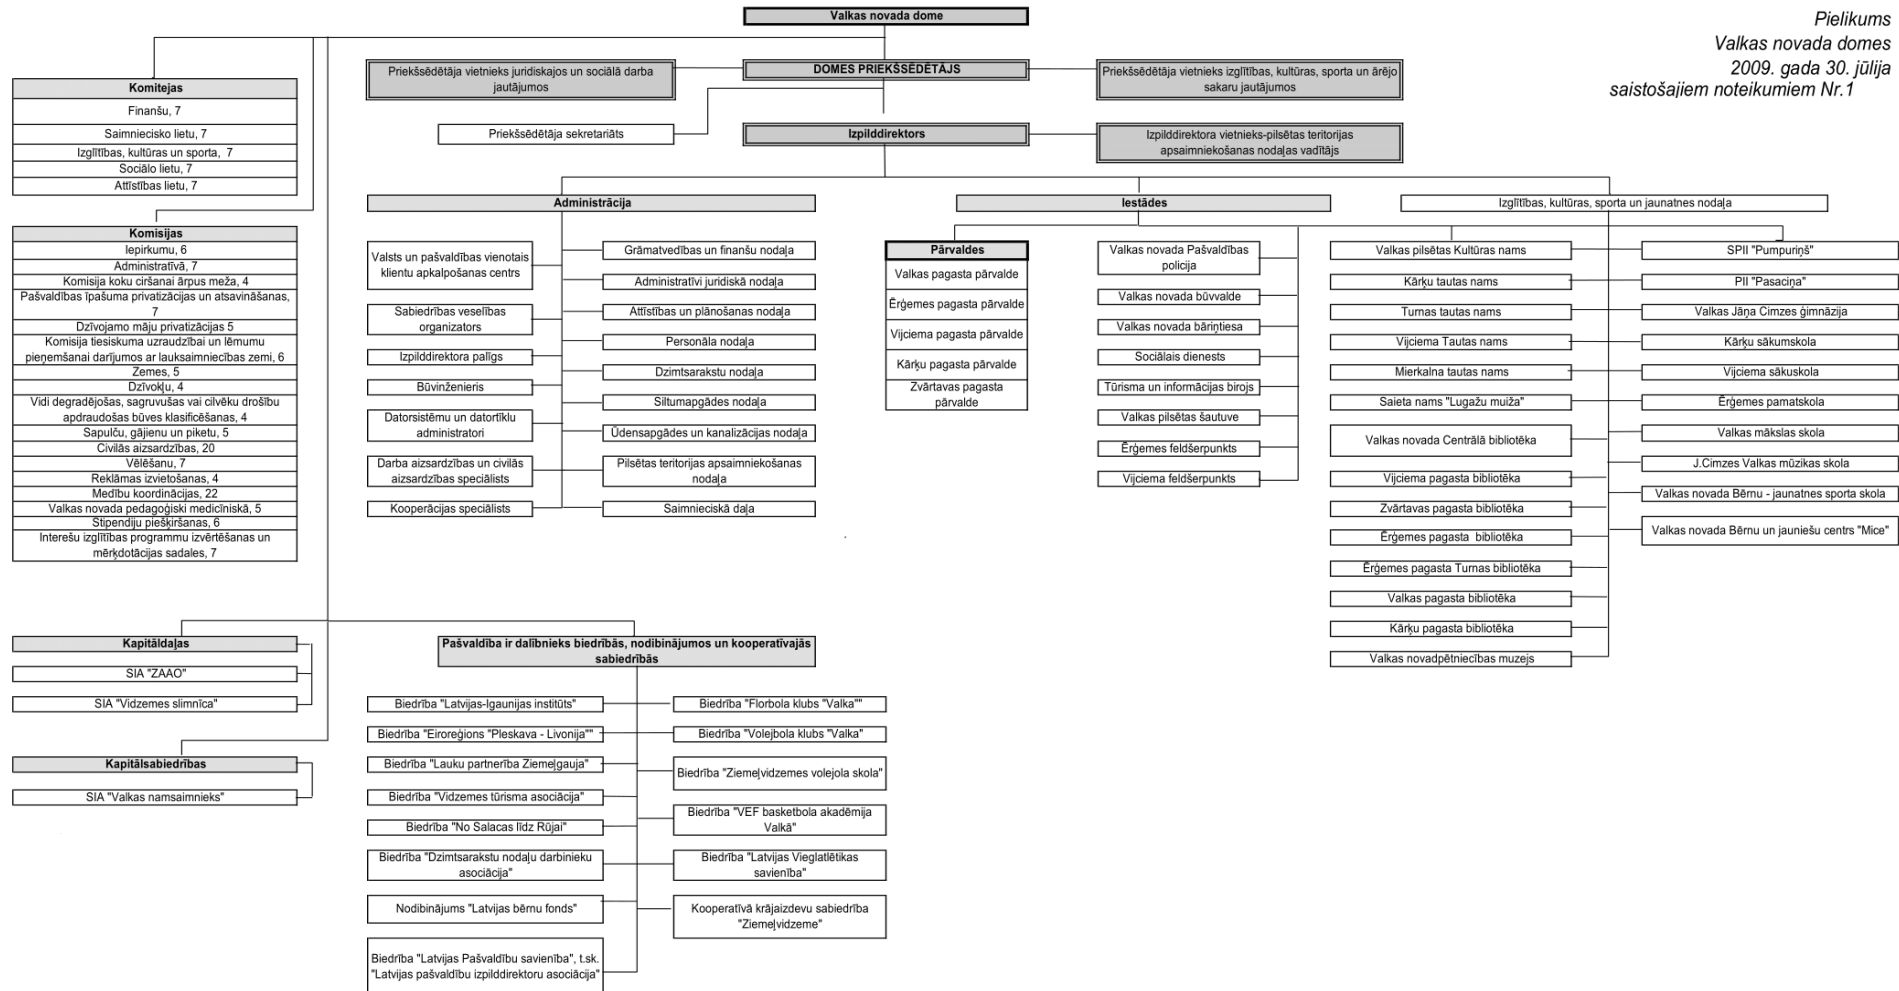 Valkas novada dome
Pielikums
Valkas novada domes
2009. gada 30. jūlija
saistošajiem noteikumiem Nr.1
Priekšsēdētāja vietnieks juridiskajos un sociālā darba
jautājumos
DOMES PRIEKŠSĒDĒTĀJS
Priekšsēdētāja vietnieks izglītības, kultūras, sporta un ārējo
sakaru jautājumos
Priekšsēdētāja sekretariāts
Izpilddirektors
Izpilddirektora vietnieks-pilsētas teritorijas
apsaimniekošanas nodaļas vadītājs
Komitejas
Finanšu, 7
Saimniecisko lietu, 7
Izglītības, kultūras un sporta, 7
Sociālo lietu, 7
Attīstības lietu, 7
Komisijas
Iepirkumu, 6
Administratīvā, 7
Komisija koku ciršanai ārpus meža, 4
Pašvaldības īpašuma privatizācijas un atsavināšanas,
7
Dzīvojamo māju privatizācijas 5
Komisija tiesiskuma uzraudzībai un lēmumu
pieņemšanai darījumos ar lauksaimniecības zemi, 6
Zemes, 5
Dzīvokļu, 4
Vidi degradējošas, sagruvušas vai cilvēku drošību
apdraudošas būves klasificēšanas, 4
Sapulču, gājienu un piketu, 5
Civilās aizsardzības, 20
Vēlēšanu, 7
Reklāmas izvietošanas, 4
Medību koordinācijas, 22
Valkas novada pedagoģiski medicīniskā, 5
Stipendiju piešķiršanas, 6
Interešu izglītības programmu izvērtēšanas un
mērķdotācijas sadales, 7
Administrācija
Valsts un pašvaldības vienotais
klientu apkalpošanas centrs
Sabiedrības veselības
organizators
Izpilddirektora palīgs
Būvinženieris
Datorsistēmu un datortīklu
administratori
Darba aizsardzības un civilās
aizsardzības speciālists
Kooperācijas speciālists
Grāmatvedības un finanšu nodaļa
Administratīvi juridiskā nodaļa
Attīstības un plānošanas nodaļa
Personāla nodaļa
Dzimtsarakstu nodaļa
Siltumapgādes nodaļa
Ūdensapgādes un kanalizācijas nodaļa
Pilsētas teritorijas apsaimniekošanas
nodaļa
Saimnieciskā daļa
Iestādes
Pārvaldes
Valkas pagasta pārvalde
Ērģemes pagasta pārvalde
Vijciema pagasta pārvalde
Kārķu pagasta pārvalde
Zvārtavas pagasta
pārvalde
Valkas novada Pašvaldības
policija
Valkas novada būvvalde
Valkas novada bāriņtiesa
Sociālais dienests
Tūrisma un informācijas birojs
Valkas pilsētas šautuve
Ērģemes feldšerpunkts
Vijciema feldšerpunkts
Izglītības, kultūras, sporta un jaunatnes nodaļa
Valkas pilsētas Kultūras nams
Kārķu tautas nams
Turnas tautas nams
Vijciema Tautas nams
Mierkalna tautas nams
Saieta nams "Lugažu muiža"
Valkas novada Centrālā bibliotēka
Vijciema pagasta bibliotēka
Zvārtavas pagasta bibliotēka
Ērģemes pagasta bibliotēka
Ērģemes pagasta Turnas bibliotēka
Valkas pagasta bibliotēka
Kārķu pagasta bibliotēka
Valkas novadpētniecības muzejs
SPII "Pumpuriņš"
PII "Pasaciņa"
Valkas Jāņa Cimzes ģimnāzija
Kārķu sākumskola
Vijciema sākuskola
Ērģemes pamatskola
Valkas mākslas skola
J.Cimzes Valkas mūzikas skola
Valkas novada Bērnu - jaunatnes sporta skola
Valkas novada Bērnu un jauniešu centrs "Mice"
Kapitāldaļas
SIA "ZAAO"
SIA "Vidzemes slimnīca"
Kapitālsabiedrības
SIA "Valkas namsaimnieks"
Pašvaldība ir dalībnieks biedrībās, nodibinājumos un kooperatīvajās
sabiedrībās
Biedrība "Latvijas-Igaunijas institūts"
Biedrība "Eiroreģions "Pleskava - Livonija""
Biedrība "Lauku partnerība Ziemeļgauja"
Biedrība "Vidzemes tūrisma asociācija"
Biedrība "No Salacas līdz Rūjai"
Biedrība "Dzimtsarakstu nodaļu darbinieku
asociācija"
Nodibinājums "Latvijas bērnu fonds"
Biedrība "Latvijas Pašvaldību savienība", t.sk.
"Latvijas pašvaldību izpilddirektoru asociācija"
Biedrība "Florbola klubs "Valka""
Biedrība "Volejbola klubs "Valka"
Biedrība "Ziemeļvidzemes volejola skola"
Biedrība "VEF basketbola akadēmija
Valkā"
Biedrība "Latvijas Vieglatlētikas
savienība"
Kooperatīvā krājaizdevu sabiedrība
"Ziemeļvidzeme"